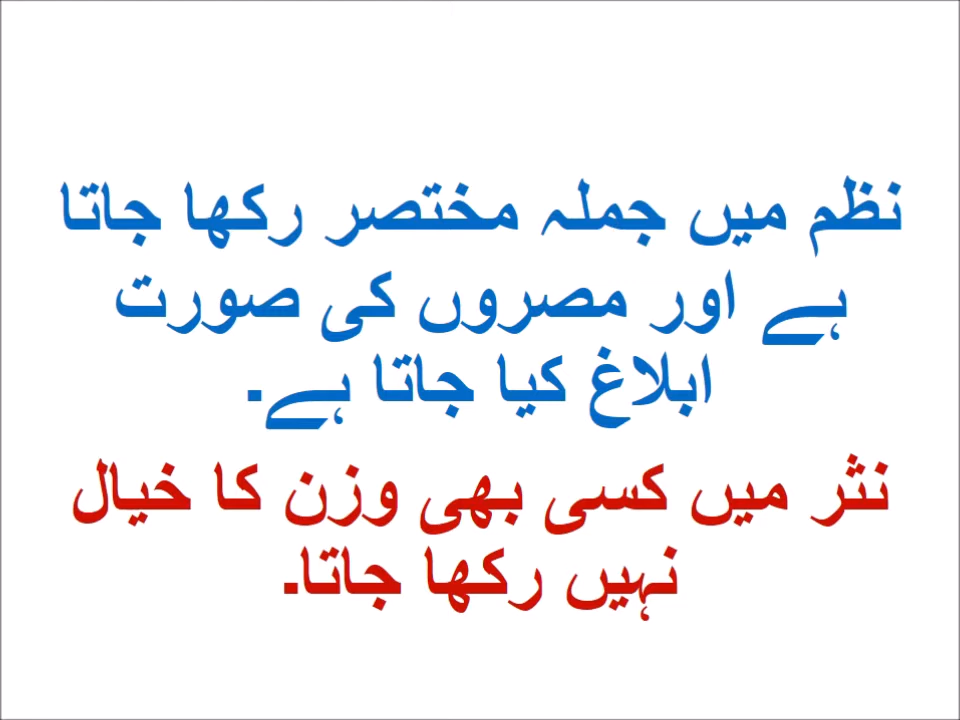 نظم میں جملہ مختصر رکھا جاتا
ہے اور مصروں کی صورت
ابلاغ کیا جاتا ہے۔
نثر میں کسی بھی وزن کا خیال
نہیں رکھا جاتا۔